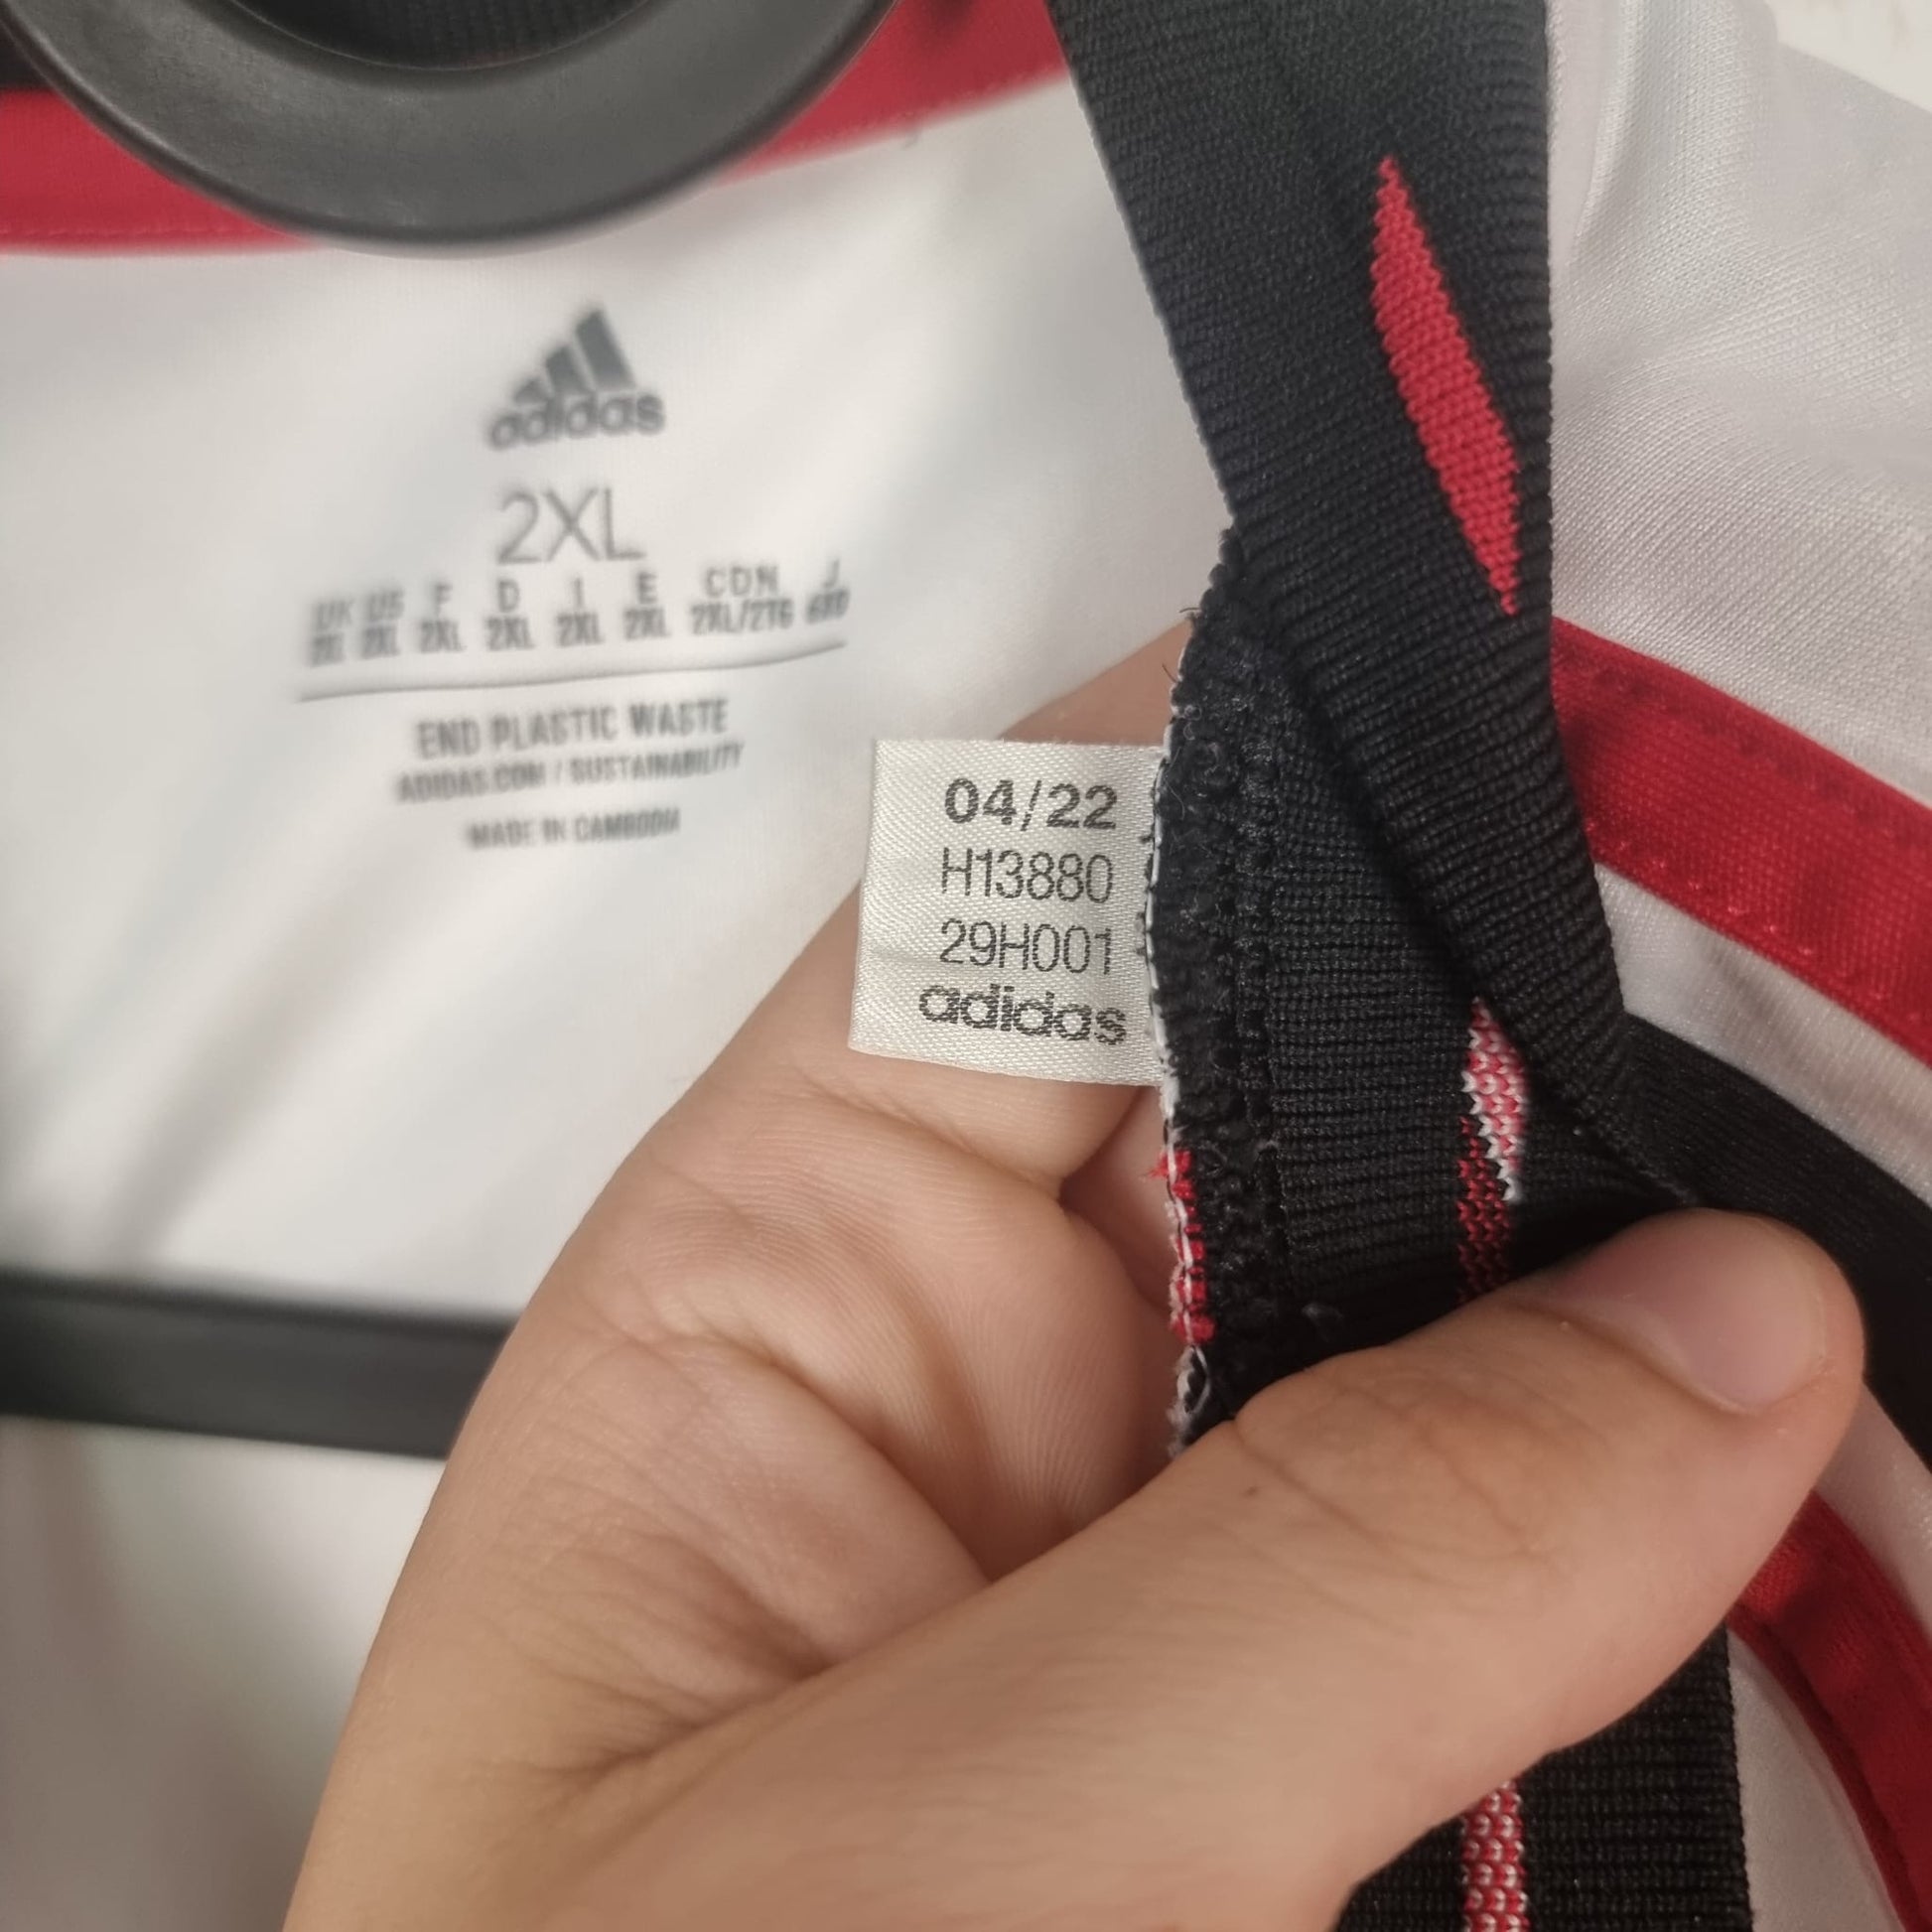 adidas
2XL
UK US F D I E CDN J
2XL 2XL 2XL 2XL 2XL 2XL/2TG
END PLASTIC WASTE
ADIDAS.COM / SUSTAINABILITY
MADE IN CAMBODIA
04/22
H13880
29H001
adidas